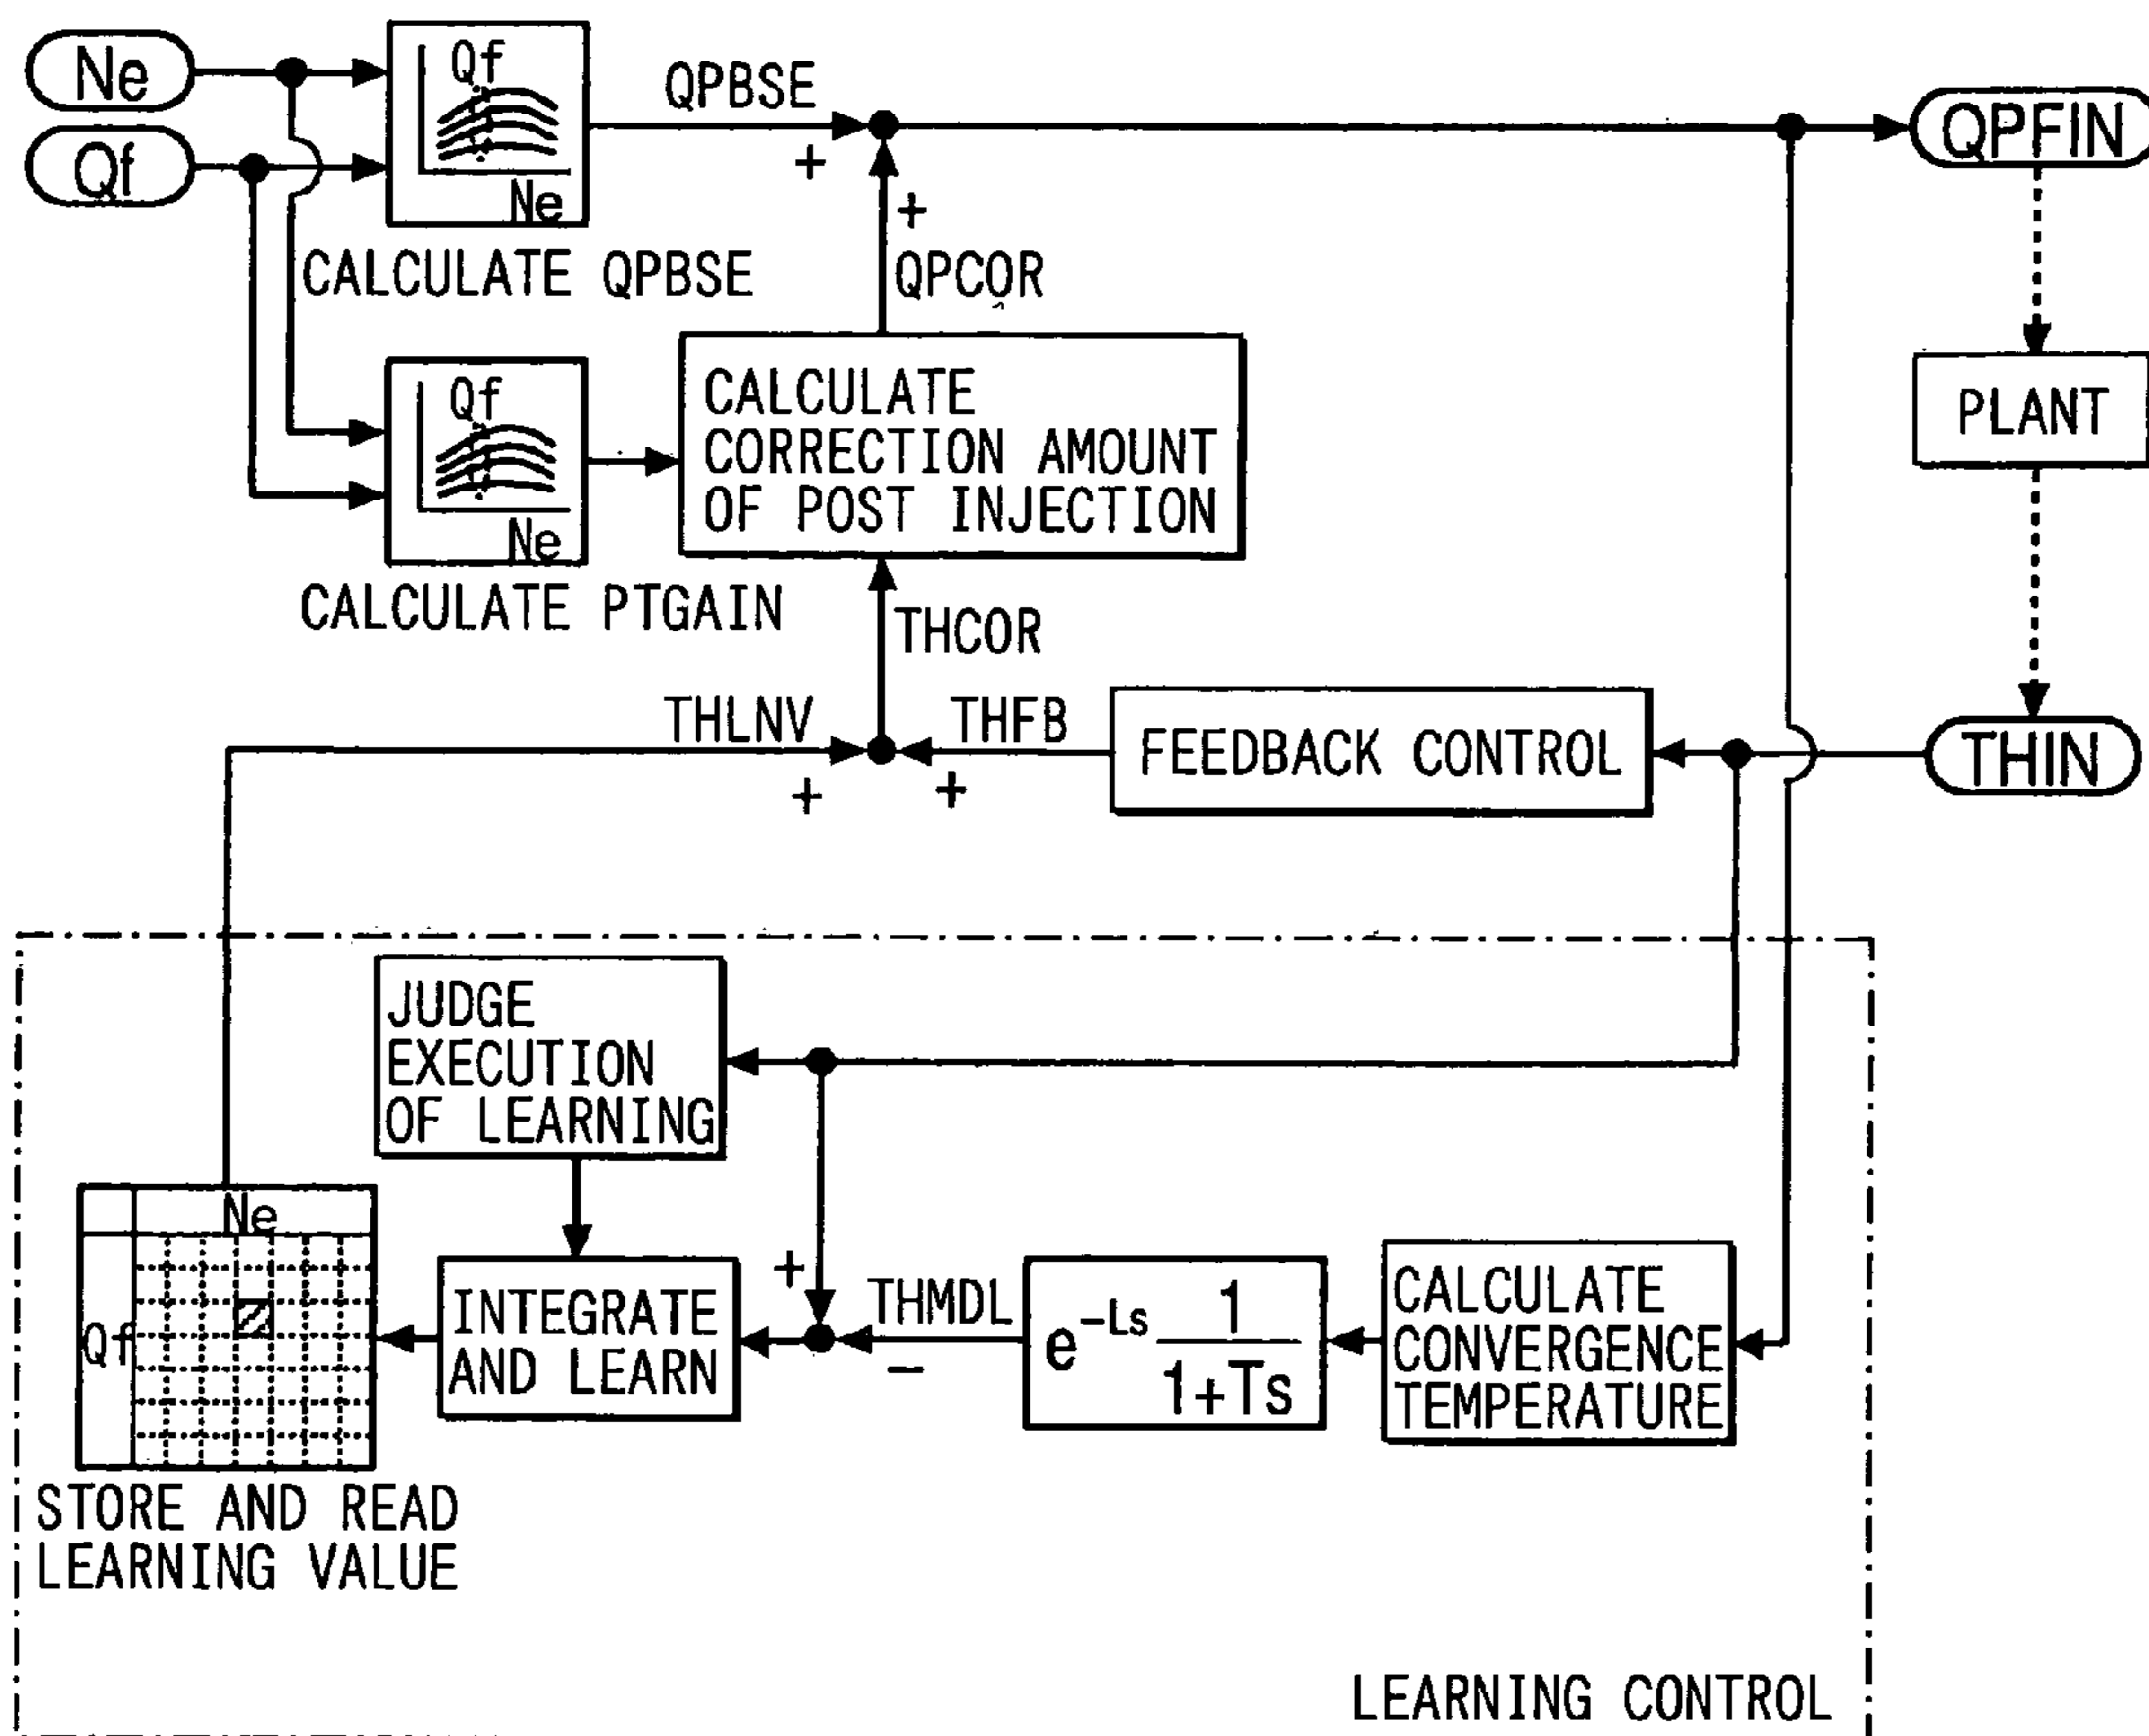 Ne
Qf
Qf
Ne
CALCULATE QPBSE
QPBSE
+
+
QPCOR
QPFIN
Qf
Ne
CALCULATE PTGAIN
CALCULATE
CORRECTION AMOUNT
OF POST INJECTION
PLANT
THCOR
THLNV
+
THFB
+
FEEDBACK CONTROL
THIN
JUDGE
EXECUTION
OF LEARNING
Ne
Qf
STORE AND READ
LEARNING VALUE
INTEGRATE
AND LEARN
+
THMDL
−
e^{-Ls} 1/(1+Ts)
CALCULATE
CONVERGENCE
TEMPERATURE
LEARNING CONTROL